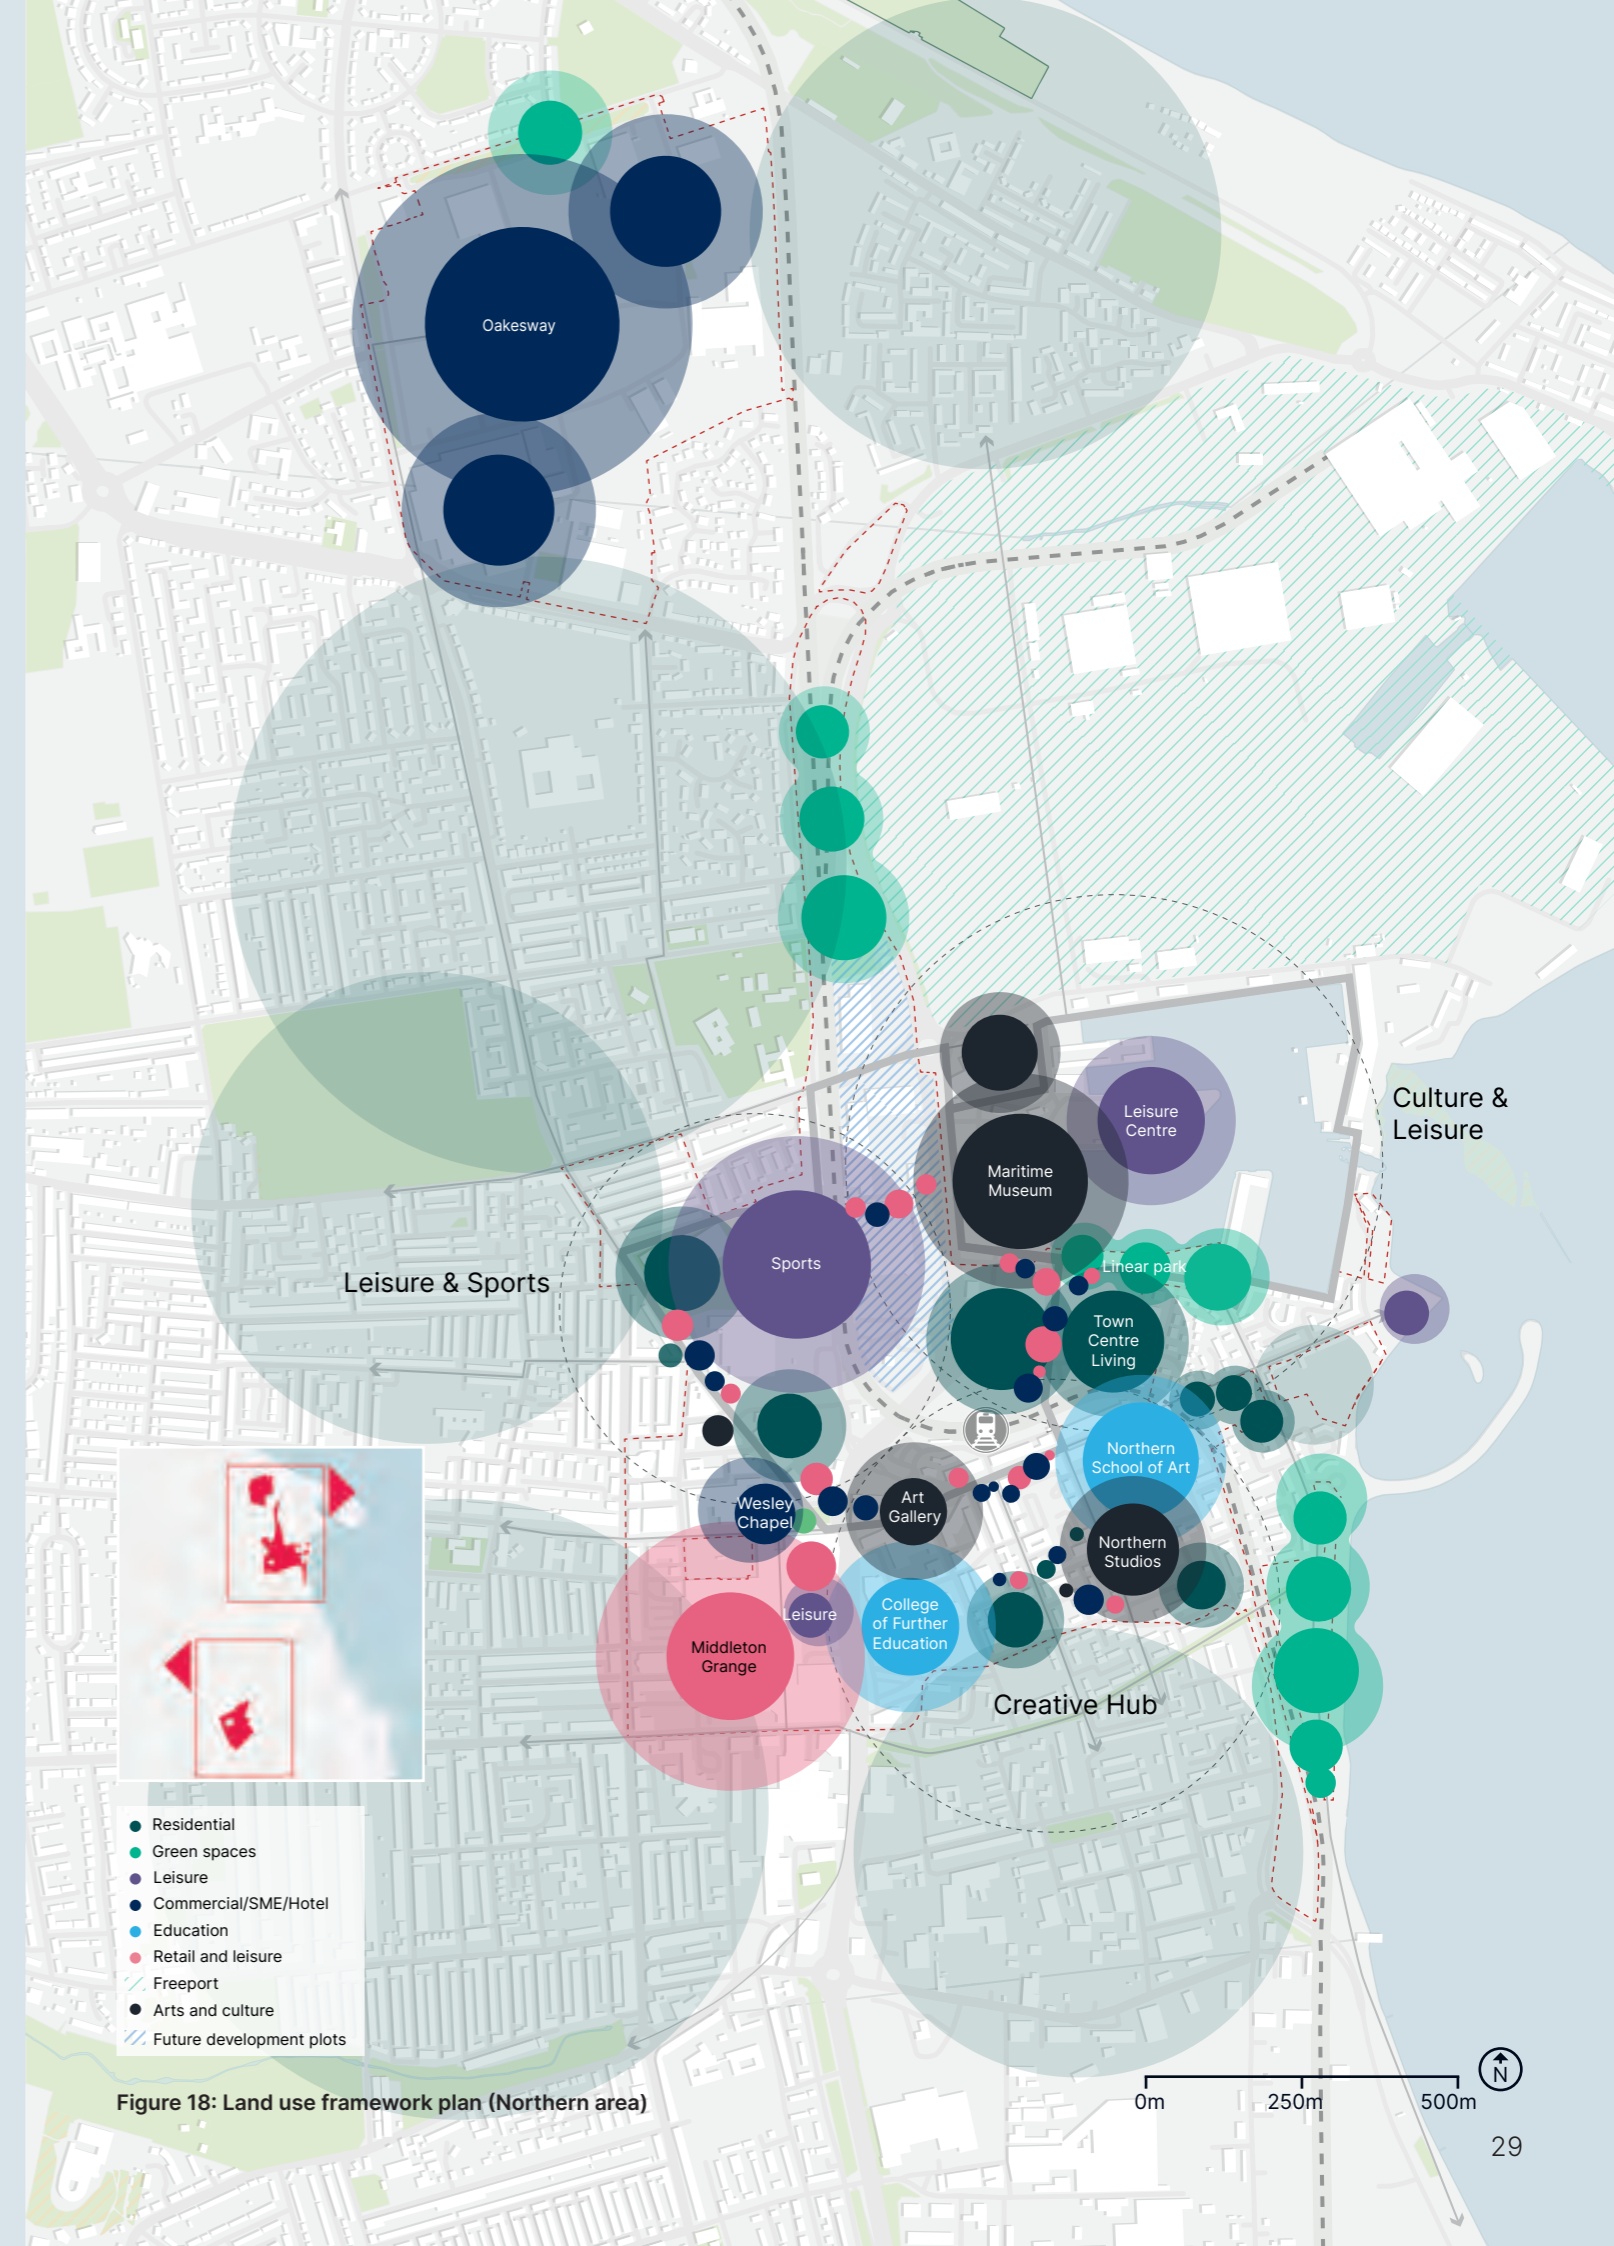 Oakesway
Culture &
Leisure
Leisure
Centre
Maritime
Museum
Sports
Linear park
Leisure & Sports
Town
Centre
Living
Northern
School of Art
Wesley
Chapel
Art
Gallery
Northern
Studios
Leisure
College
of Further
Education
Middleton
Grange
Creative Hub
Residential
Green spaces
Leisure
Commercial/SME/Hotel
Education
Retail and leisure
Freeport
Arts and culture
Future development plots
Figure 18: Land use framework plan (Northern area)
N
0m 250m 500m
29